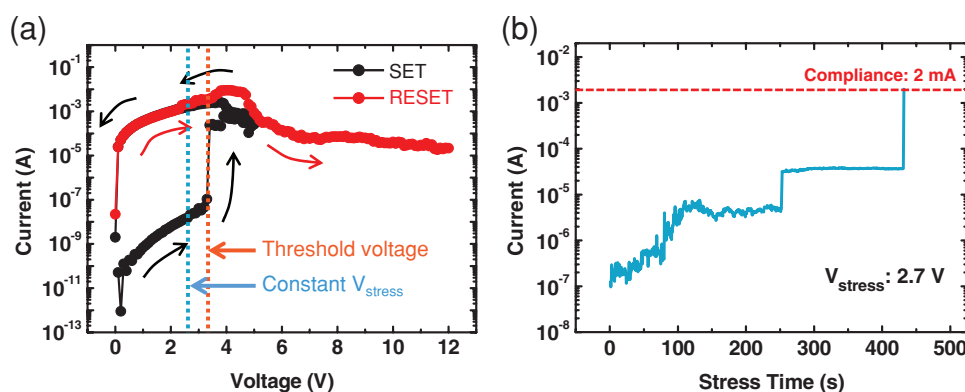 (a)
10^-1
10^-3
10^-5
10^-7
10^-9
10^-11
10^-13
Current (A)
SET
RESET
Threshold voltage
Constant V_stress
0 2 4 6 8 10 12
Voltage (V)
(b)
10^-2
10^-3
10^-4
10^-5
10^-6
10^-7
10^-8
Current (A)
Compliance: 2 mA
V_stress: 2.7 V
0 100 200 300 400 500
Stress Time (s)